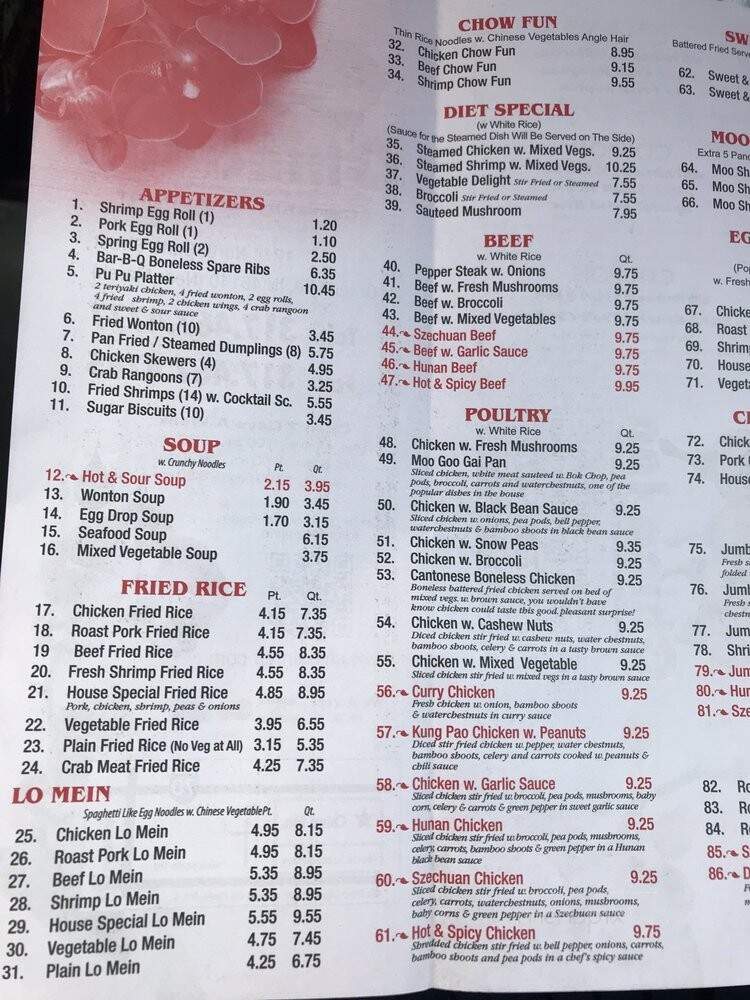 APPETIZERS
1. Shrimp Egg Roll (1) 1.20
2. Pork Egg Roll (1) 1.10
3. Spring Egg Roll (2) 2.50
4. Bar-B-Q Boneless Spare Ribs 6.35
5. Pu Pu Platter 10.45
2 teriyaki chicken, 4 fried wonton, 2 egg rolls,
4 fried shrimp, 2 chicken wings, 4 crab rangoon
and sweet & sour sauce
6. Fried Wonton (10) 3.45
7. Pan Fried / Steamed Dumplings (8) 5.75
8. Chicken Skewers (4) 4.95
9. Crab Rangoons (7) 3.25
10. Fried Shrimps (14) w. Cocktail Sc. 5.55
11. Sugar Biscuits (10) 3.45
SOUP
w. Crunchy Noodles Pt. Qt.
12. Hot & Sour Soup 2.15 3.95
13. Wonton Soup 1.90 3.45
14. Egg Drop Soup 1.70 3.15
15. Seafood Soup 6.15
16. Mixed Vegetable Soup 3.75
FRIED RICE Pt. Qt.
17. Chicken Fried Rice 4.15 7.35
18. Roast Pork Fried Rice 4.15 7.35.
19 Beef Fried Rice 4.55 8.35
20. Fresh Shrimp Fried Rice 4.55 8.35
21. House Special Fried Rice 4.85 8.95
Pork, chicken, shrimp, peas & onions
22. Vegetable Fried Rice 3.95 6.55
23. Plain Fried Rice (No Veg at All) 3.15 5.35
24. Crab Meat Fried Rice 4.25 7.35
LO MEIN
Spaghetti Like Egg Noodles w. Chinese Vegetable Pt. Qt.
25. Chicken Lo Mein 4.95 8.15
26. Roast Pork Lo Mein 4.95 8.15
27. Beef Lo Mein 5.35 8.95
28. Shrimp Lo Mein 5.35 8.95
29. House Special Lo Mein 5.55 9.55
30. Vegetable Lo Mein 4.75 7.45
31. Plain Lo Mein 4.25 6.75
CHOW FUN
Thin Rice Noodles w. Chinese Vegetables Angle Hair
32. Chicken Chow Fun 8.95
33. Beef Chow Fun 9.15
34. Shrimp Chow Fun 9.55
DIET SPECIAL
(w White Rice)
(Sauce for the Steamed Dish Will Be Served on The Side)
35. Steamed Chicken w. Mixed Vegs. 9.25
36. Steamed Shrimp w. Mixed Vegs. 10.25
37. Vegetable Delight Stir Fried or Steamed 7.55
38. Broccoli Stir Fried or Steamed 7.55
39. Sauteed Mushroom 7.95
BEEF
w. White Rice Qt.
40. Pepper Steak w. Onions 9.75
41. Beef w. Fresh Mushrooms 9.75
42. Beef w. Broccoli 9.75
43. Beef w. Mixed Vegetables 9.75
44. Szechuan Beef 9.75
45. Beef w. Garlic Sauce 9.75
46. Hunan Beef 9.75
47. Hot & Spicy Beef 9.95
POULTRY
w. White Rice Qt.
48. Chicken w. Fresh Mushrooms 9.25
49. Moo Goo Gai Pan 9.25
Sliced chicken, white meat sauteed w. Bok Chop, pea
pods, broccoli, carrots and waterchestnuts, one of the
popular dishes in the house
50. Chicken w. Black Bean Sauce 9.25
Sliced chicken w. onions, pea pods, bell pepper,
waterchestnuts & bamboo shoots in black bean sauce
51. Chicken w. Snow Peas 9.35
52. Chicken w. Broccoli 9.25
53. Cantonese Boneless Chicken 9.25
Boneless battered fried chicken served on bed of
mixed vegs. w. brown sauce, you wouldn't have
know chicken could taste this good. pleasant surprise!
54. Chicken w. Cashew Nuts 9.25
Diced chicken stir fried w. cashew nuts, water chestnuts,
bamboo shoots, celery & carrots in a tasty brown sauce
55. Chicken w. Mixed Vegetable 9.25
Sliced chicken stir fried w. mixed vegs in a tasty brown sauce
56. Curry Chicken 9.25
Fresh chicken w. onion, bamboo shoots
& waterchestnuts in curry sauce
57. Kung Pao Chicken w. Peanuts 9.25
Diced stir fried chicken w. pepper, water chestnuts,
bamboo shoots, celery and carrots cooked w. peanuts &
chili sauce
58. Chicken w. Garlic Sauce 9.25
Sliced chicken stir fried w. broccoli, pea pods, mushrooms, baby
corn, celery & carrots & green pepper in sweet garlic sauce
59. Hunan Chicken 9.25
Sliced chicken stir fried w. broccoli, pea pods, mushrooms,
celery, carrots, bamboo shoots & green pepper in a Hunan
black bean sauce
60. Szechuan Chicken 9.25
Sliced chicken stir fried w. broccoli, pea pods,
celery, carrots, waterchestnuts, onions, mushrooms,
baby corns & green pepper in a Szechuan sauce
61. Hot & Spicy Chicken 9.75
Shredded chicken stir fried w. bell pepper, onions, carrots,
bamboo shoots and pea pods in a chef's spicy sauce
SW
Battered Fried Serve
62. Sweet &
63. Sweet &
MOO
Extra 5 Panc
64. Moo Sh
65. Moo Sh
66. Moo Sh
EG
(Po
w. Fresh
67. Chicke
68. Roast
69. Shrim
70. House
71. Veget
72. Chick
73. Pork
74. House
75. Jumb
Fresh s
folded
76. Jumb
Fresh
chestn
77. Jum
78. Shri
79. Jum
80. Hun
81. Sze
82. Ro
83. Ro
84. R
85. S
86. D